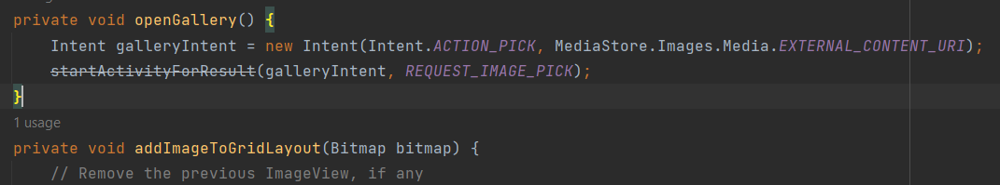 private void openGallery() {
    Intent galleryIntent = new Intent(Intent.ACTION_PICK, MediaStore.Images.Media.EXTERNAL_CONTENT_URI);
    startActivityForResult(galleryIntent, REQUEST_IMAGE_PICK);
}
1 usage
private void addImageToGridLayout(Bitmap bitmap) {
    // Remove the previous ImageView, if any